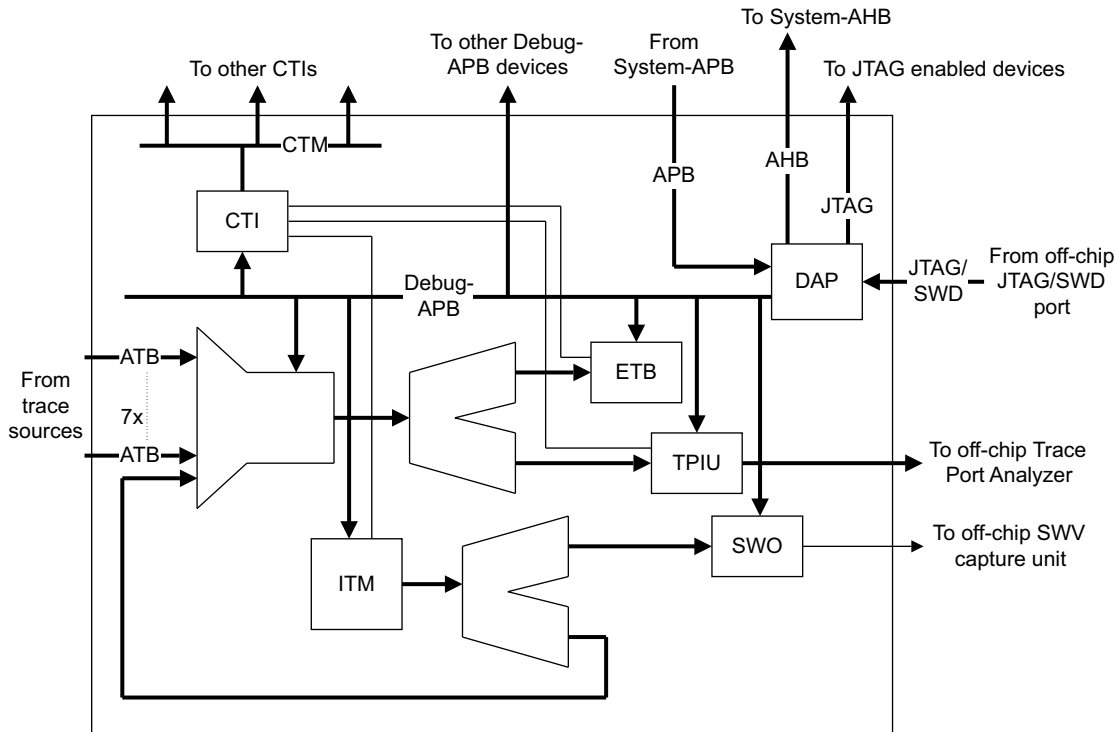 To System-AHB
To other Debug-
APB devices
From
System-APB
To other CTIs
To JTAG enabled devices
CTM
APB
AHB
JTAG
CTI
DAP
JTAG/
SWD
From off-chip
JTAG/SWD
port
Debug-
APB
ATB
From
trace
sources
7x
ATB
ETB
TPIU
To off-chip Trace
Port Analyzer
SWO
To off-chip SWV
capture unit
ITM